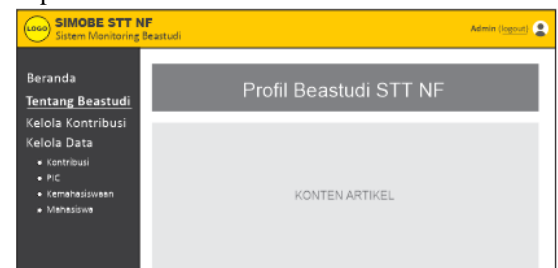 LOGO
SIMOBE STT NF
Sistem Monitoring Beastudi
Admin (logout)
Beranda
Tentang Beastudi
Kelola Kontribusi
Kelola Data
• Kontribusi
• PIC
• Kemahasiswaan
• Mahasiswa
Profil Beastudi STT NF
KONTEN ARTIKEL